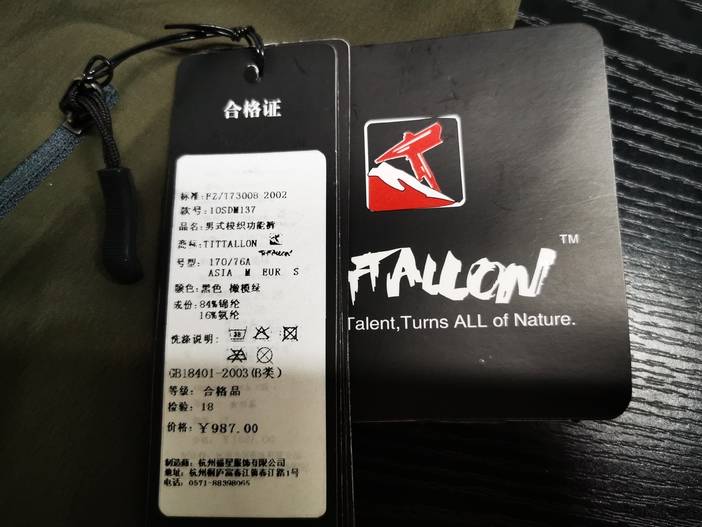 合格证
标准:FZ/T73008 2002
款号:10SDM137
品名:男式梭织功能裤
商标:TITTALLON
号型: 170/76A
ASIA M EUR S
颜色:黑色 橄榄绿
成份:84%锦纶
16%氨纶
洗涤说明: 30
GB18401-2003(B类)
等级: 合格品
检验: 18
价格: ￥987.00
制造商: 杭州福星服饰有限公司
地址: 杭州桐庐富春江镇春江路1号
电话: 0571-88398065
TTALLON TM
Talent,Turns ALL of Nature.